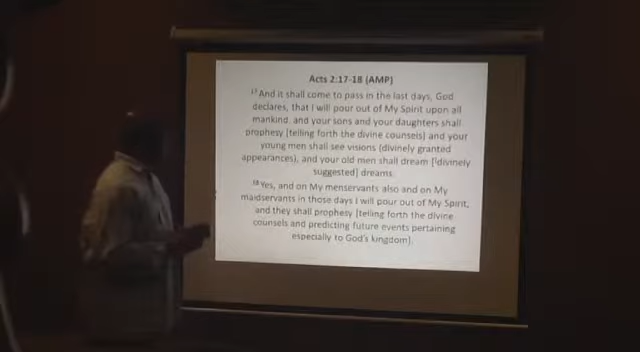 Acts 2:17-18 (AMP)
17 And it shall come to pass in the last days, God
declares, that I will pour out of My Spirit upon all
mankind, and your sons and your daughters shall
prophesy [telling forth the divine counsels] and your
young men shall see visions (divinely granted
appearances), and your old men shall dream [divinely
suggested] dreams.
18 Yes, and on My menservants also and on My
maidservants in those days I will pour out of My Spirit,
and they shall prophesy [telling forth the divine
counsels and predicting future events pertaining
especially to God's kingdom].